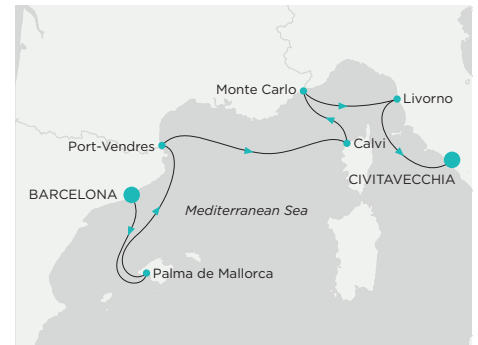 Monte Carlo
Livorno
Port-Vendres
Calvi
CIVITAVECCHIA
BARCELONA
Mediterranean Sea
Palma de Mallorca